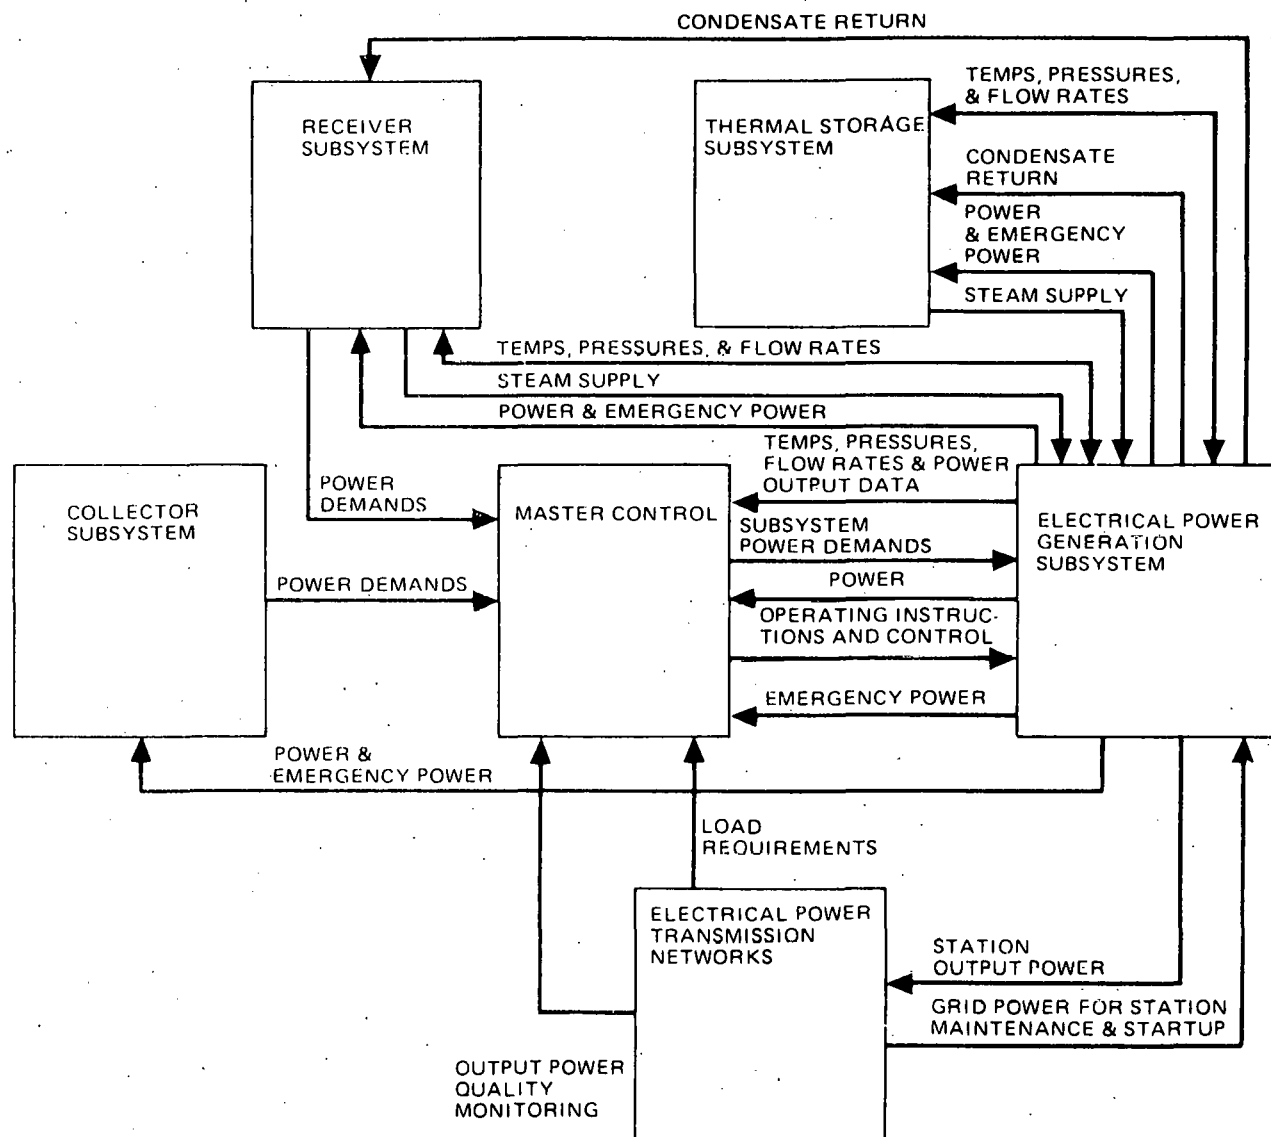 CONDENSATE RETURN
RECEIVER
SUBSYSTEM
THERMAL STORAGE
SUBSYSTEM
TEMPS, PRESSURES,
& FLOW RATES
CONDENSATE
RETURN
POWER
& EMERGENCY
POWER
STEAM SUPPLY
TEMPS, PRESSURES, & FLOW RATES
STEAM SUPPLY
POWER & EMERGENCY POWER
COLLECTOR
SUBSYSTEM
POWER
DEMANDS
POWER DEMANDS
MASTER CONTROL
TEMPS, PRESSURES,
FLOW RATES & POWER
OUTPUT DATA
SUBSYSTEM
POWER DEMANDS
POWER
OPERATING INSTRUC-
TIONS AND CONTROL
EMERGENCY POWER
ELECTRICAL POWER
GENERATION
SUBSYSTEM
POWER &
EMERGENCY POWER
LOAD
REQUIREMENTS
ELECTRICAL POWER
TRANSMISSION
NETWORKS
STATION
OUTPUT POWER
GRID POWER FOR STATION
MAINTENANCE & STARTUP
OUTPUT POWER
QUALITY
MONITORING